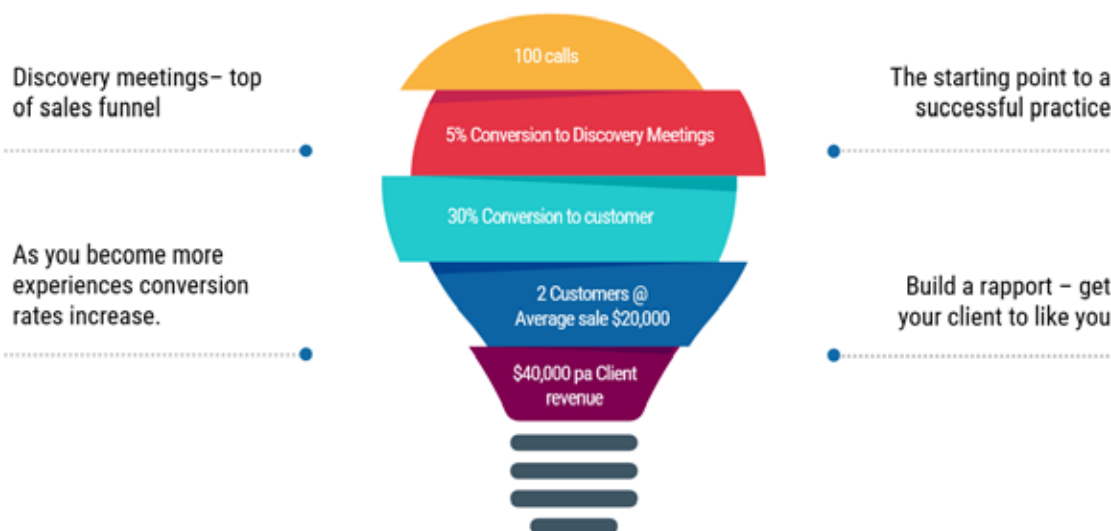 Discovery meetings– top
of sales funnel
As you become more
experiences conversion
rates increase.
100 calls
5% Conversion to Discovery Meetings
30% Conversion to customer
2 Customers @
Average sale $20,000
$40,000 pa Client
revenue
The starting point to a
successful practice
Build a rapport – get
your client to like you